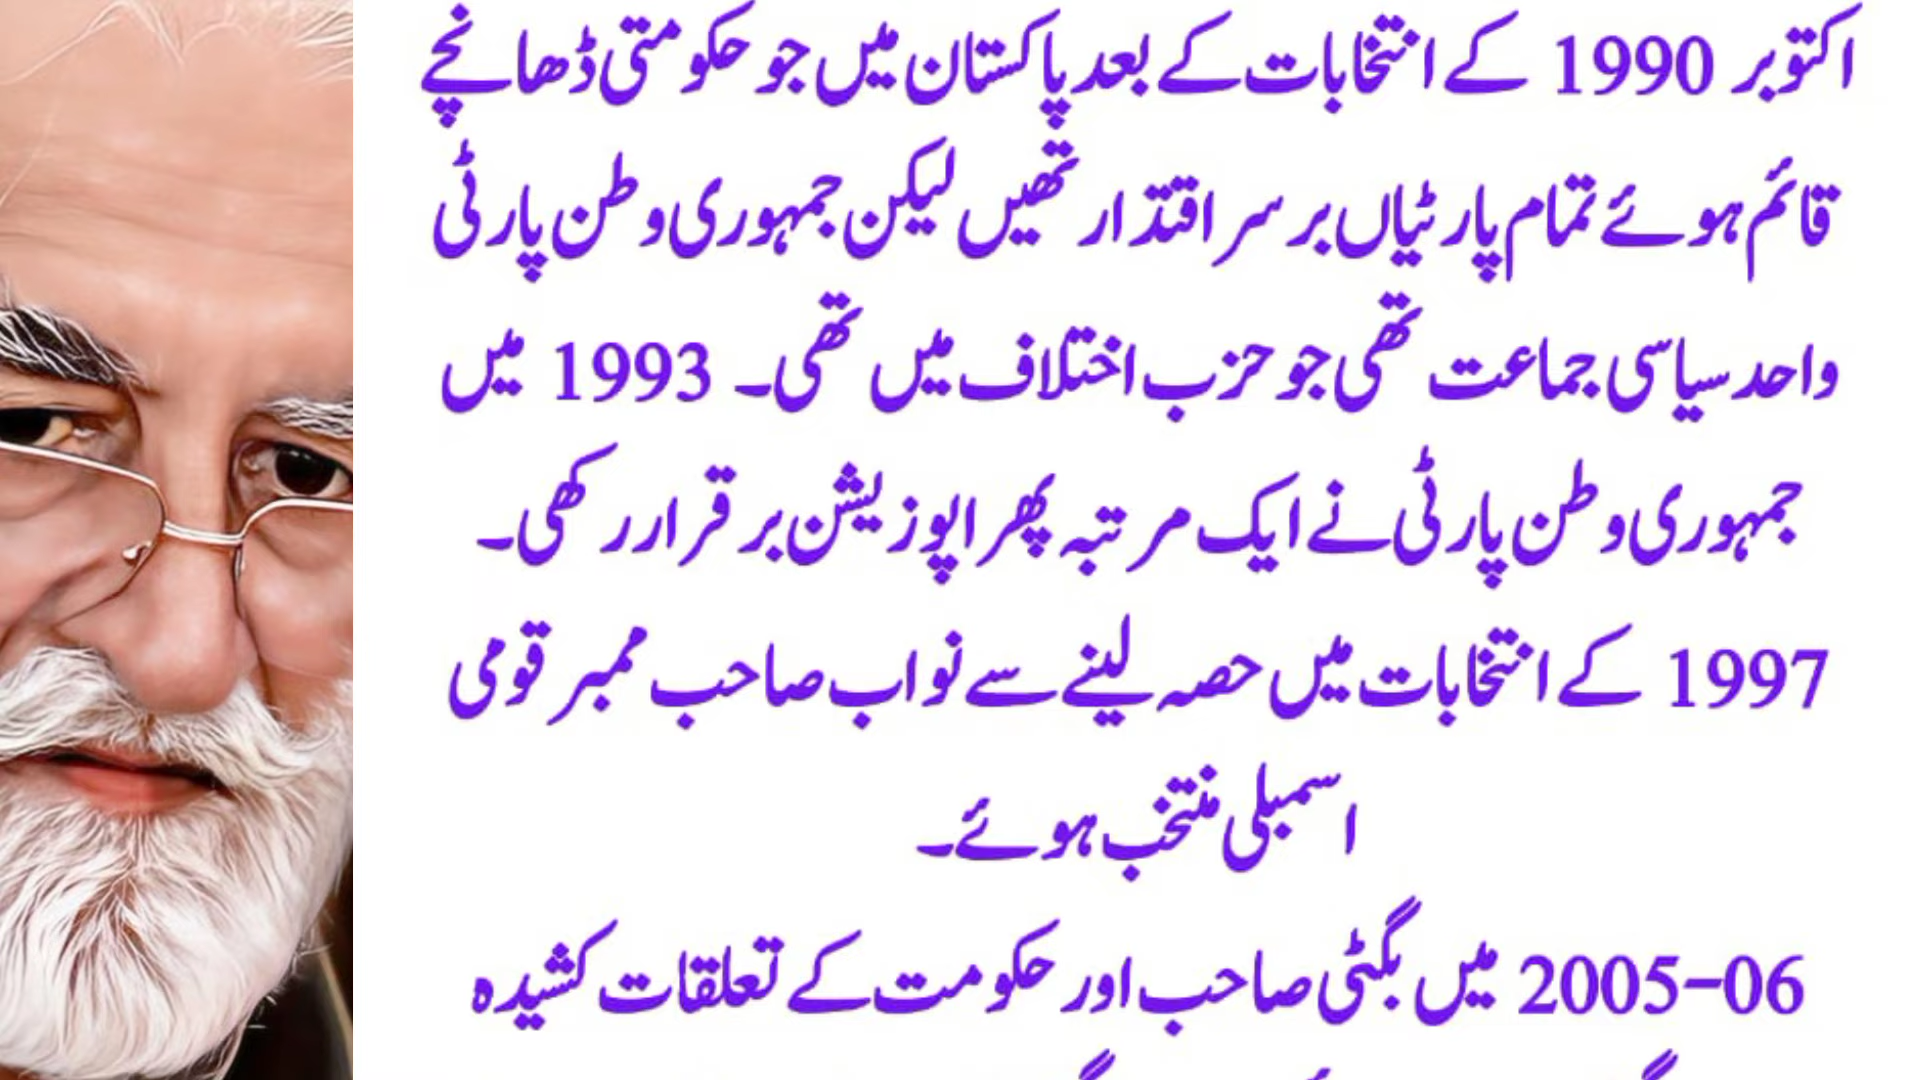 اکتوبر 1990 کے انتخابات کے بعد پاکستان میں جو حکومتی ڈھانچے
قائم ہوئے تمام پارٹیاں برسر اقتدار تھیں لیکن جمہوری وطن پارٹی
واحد سیاسی جماعت تھی جو حزب اختلاف میں تھی۔ 1993 میں
جمہوری وطن پارٹی نے ایک مرتبہ پھر اپوزیشن برقرار رکھی۔
1997 کے انتخابات میں حصہ لینے سے نواب صاحب ممبر قومی
اسمبلی منتخب ہوئے۔
2005-06 میں بگٹی صاحب اور حکومت کے تعلقات کشیدہ